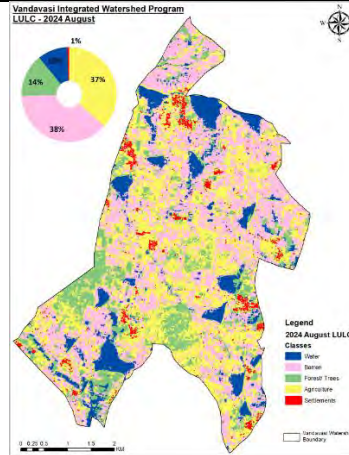 Vandavasi Integrated Watershed Program
LULC - 2024 August
N
W
E
S
1%
37%
14%
38%
Legend
2024 August LULC
Classes
Water
Barren
Forest/ Trees
Agriculture
Settlements
Vandavasi Watershed
Boundary
0 0.25 0.5 1 1.5 2
KM